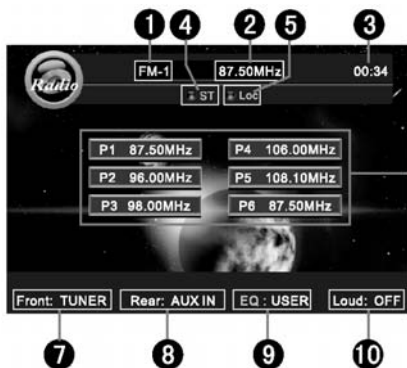 1 2 3
4 5
Radio
FM-1 87.50MHz 00:34
ST Loc
P1 87.50MHz P4 106.00MHz
P2 96.00MHz P5 108.10MHz
P3 98.00MHz P6 87.50MHz
Front: TUNER Rear: AUX IN EQ : USER Loud: OFF
7 8 9 10